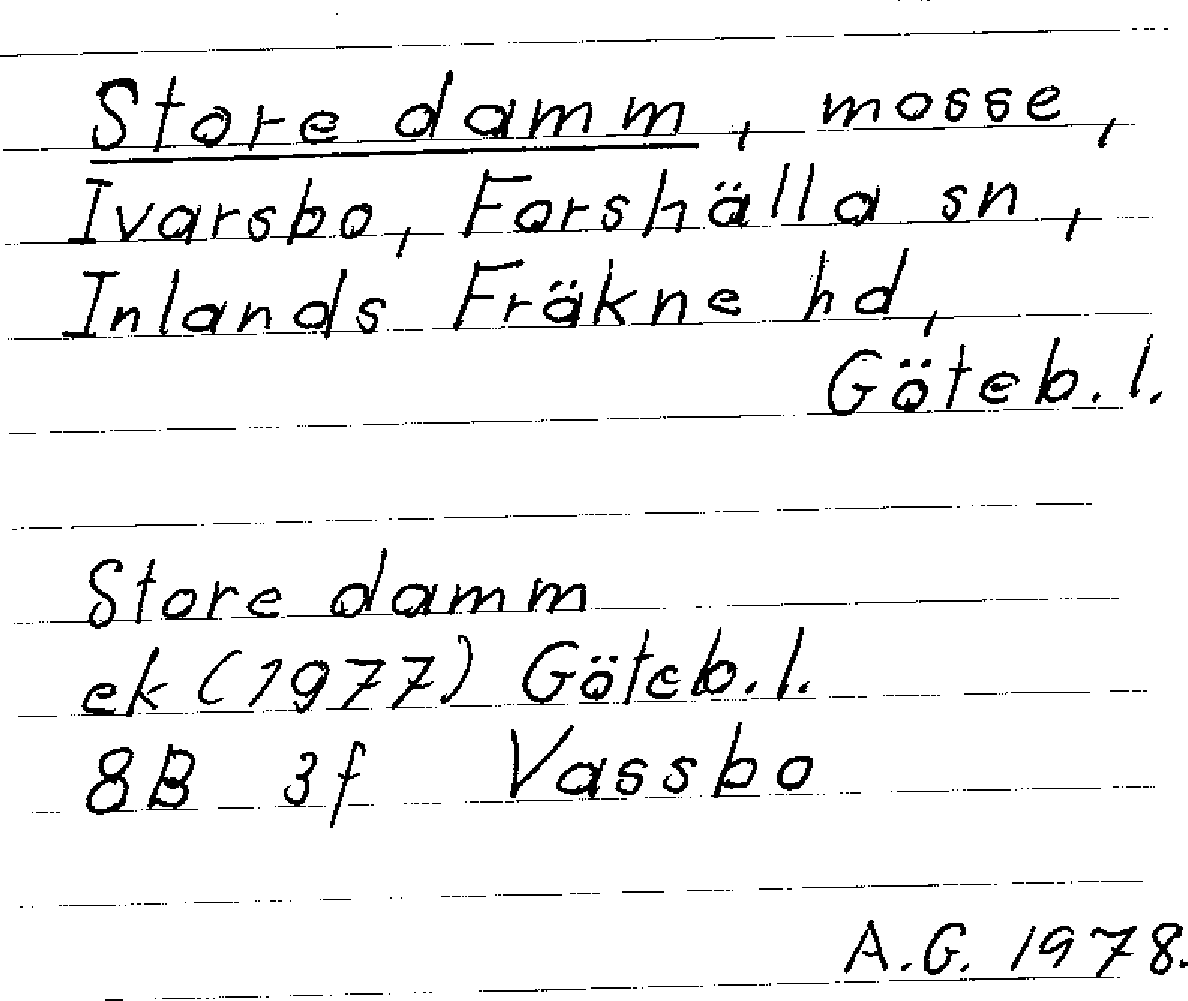 Store damm, mosse,
Ivarsbo, Forshälla sn,
Inlands Fräkne hd,
Göteb. l.
Store damm
ek (1977) Göteb. l.
8B 3f Vassbo
A.G. 1978.